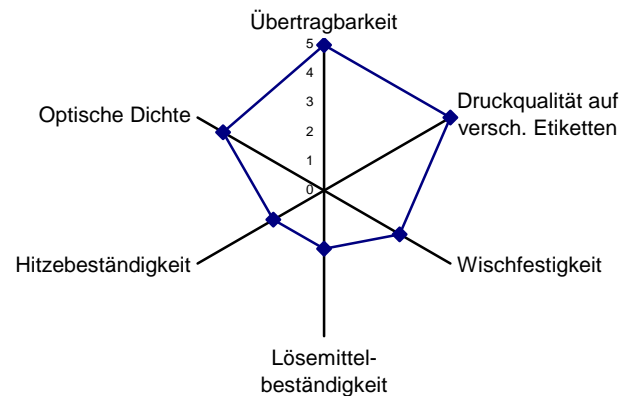 Übertragbarkeit
5
4
3
2
1
0
Druckqualität auf
versch. Etiketten
Wischfestigkeit
Lösemittel-
beständigkeit
Hitzebeständigkeit
Optische Dichte